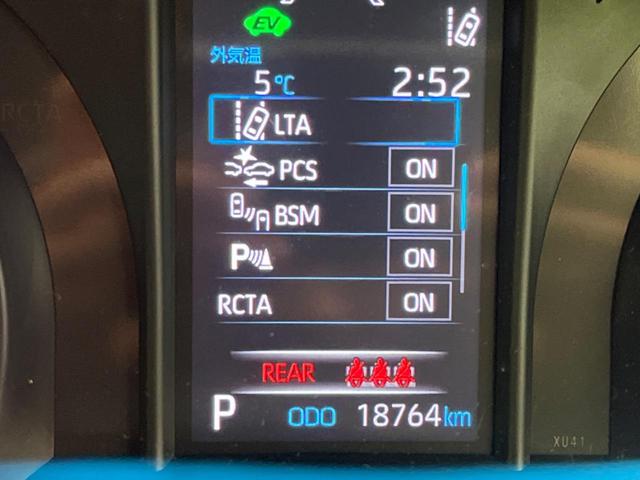 EV
外気温
5℃ 2:52
LTA
PCS ON
BSM ON
P ON
RCTA ON
REAR
P ODO 18764km
RCTA
XU41